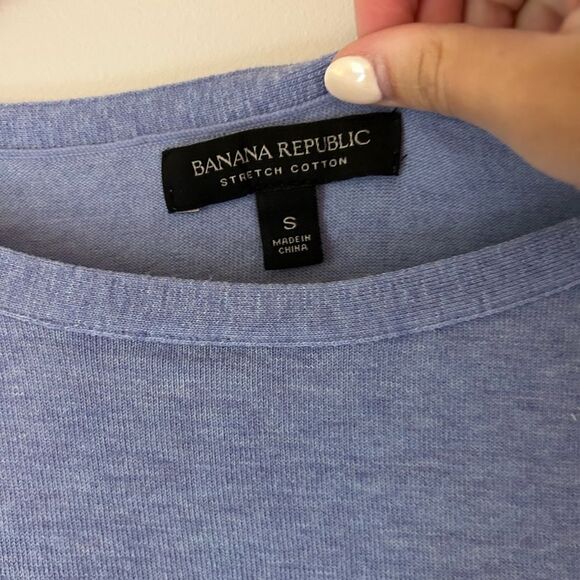 BANANA REPUBLIC
STRETCH COTTON
S
MADE IN
CHINA